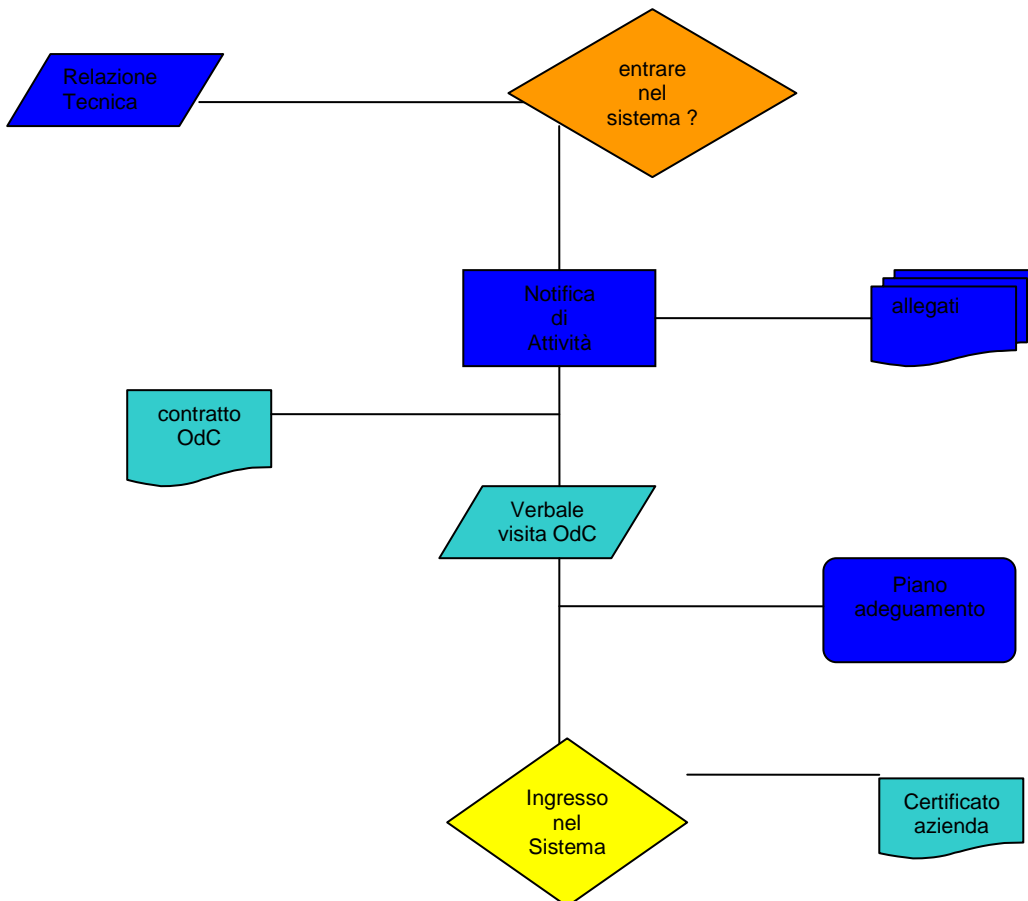 Relazione
Tecnica
entrare
nel
sistema ?
Notifica
di
Attività
allegati
contratto
OdC
Verbale
visita OdC
Piano
adeguamento
Ingresso
nel
Sistema
Certificato
azienda